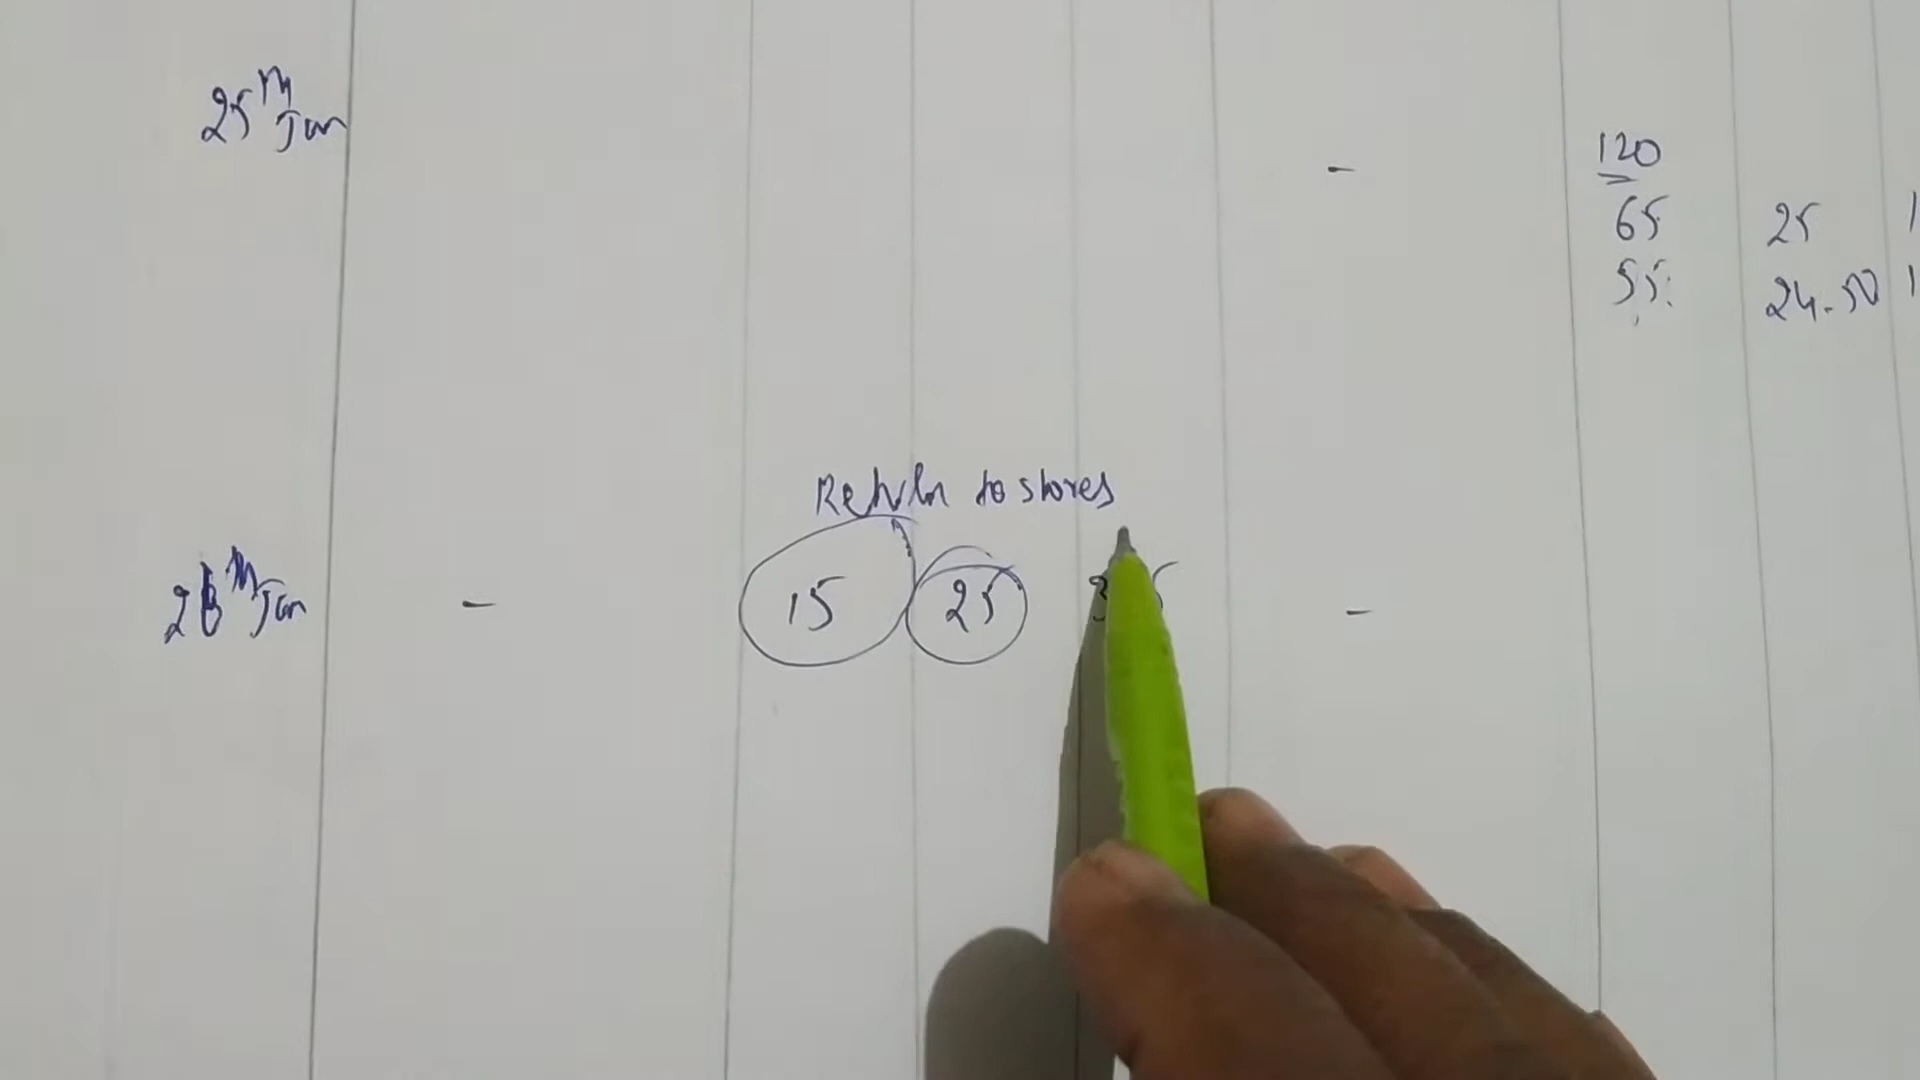 25th Jan
- 120
65 25
55 24.50
Return to stores
28th Jan - 15 25 -